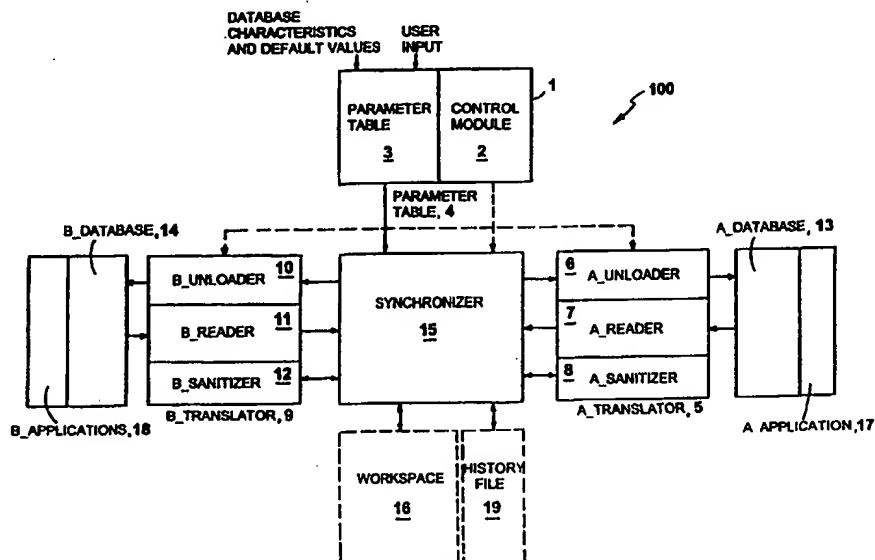 DATABASE
CHARACTERISTICS
AND DEFAULT VALUES
USER
INPUT
1
100
PARAMETER
TABLE
3
CONTROL
MODULE
2
PARAMETER
TABLE, 4
B_DATABASE, 14
A_DATABASE, 13
B_UNLOADER 10
B_READER 11
B_SANITIZER 12
SYNCHRONIZER
15
6 A_UNLOADER
7 A_READER
8 A_SANITIZER
B_APPLICATIONS, 18
B_TRANSLATOR, 9
A_TRANSLATOR, 5
A APPLICATION, 17
WORKSPACE
16
HISTORY
FILE
19